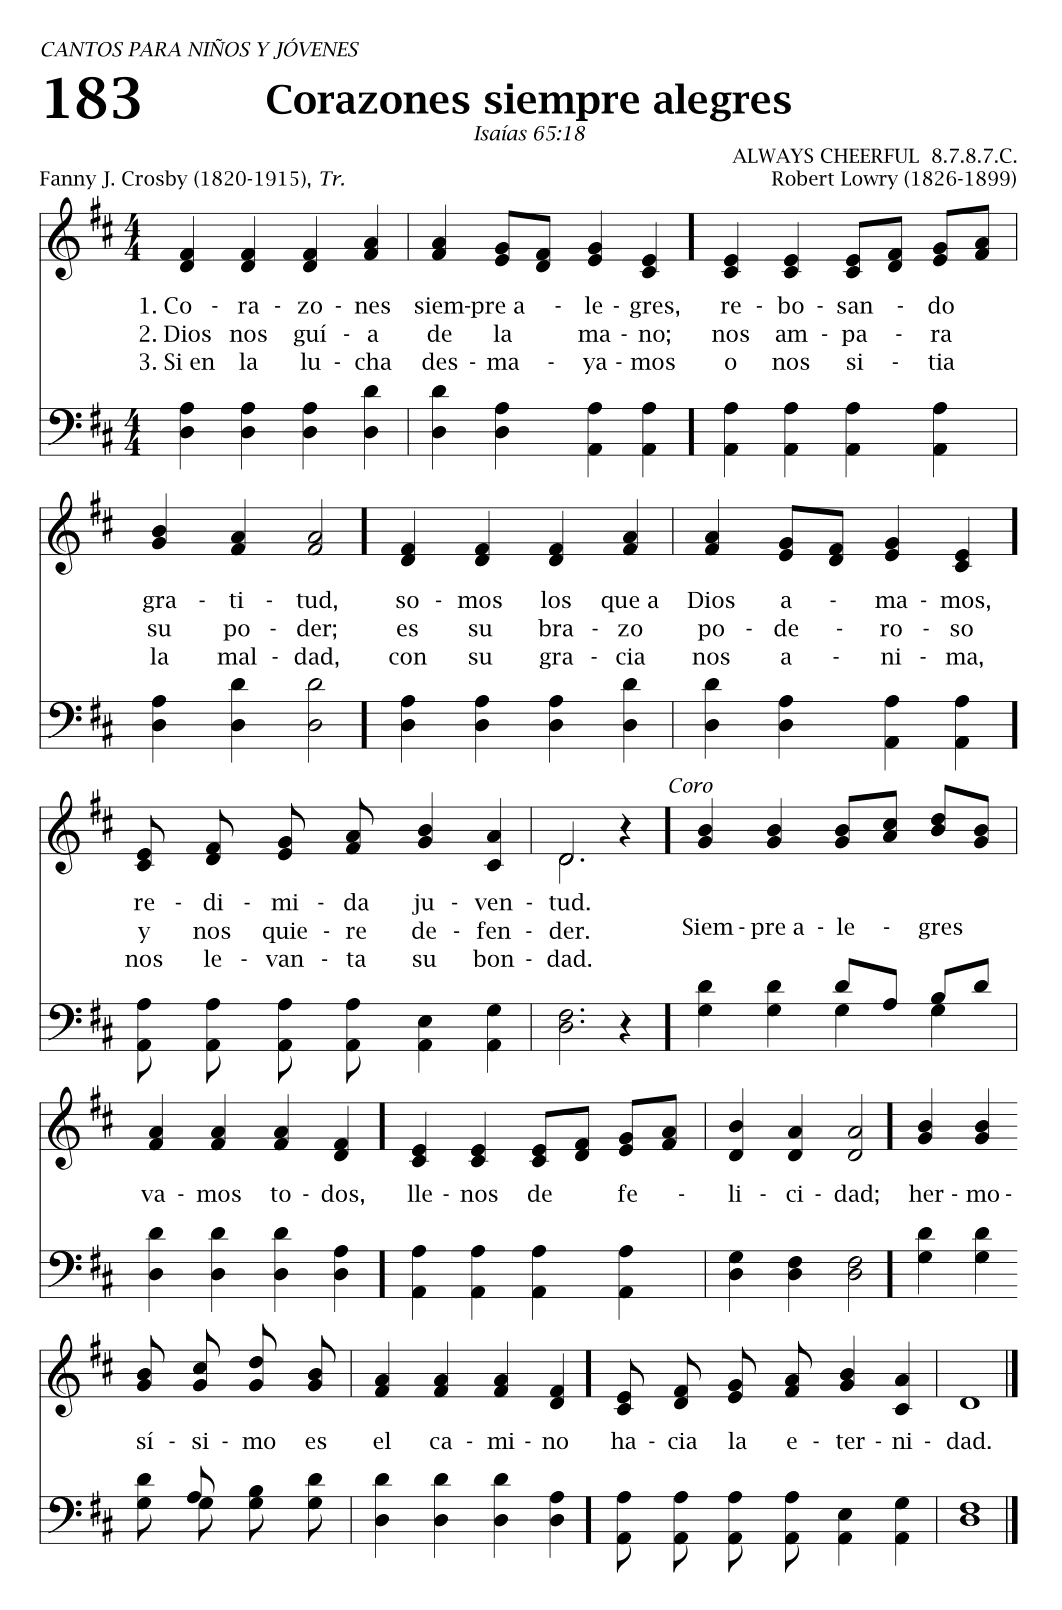 CANTOS PARA NIÑOS Y JÓVENES
183 Corazones siempre alegres
Isaías 65:18
ALWAYS CHEERFUL 8.7.8.7.C.
Fanny J. Crosby (1820-1915), Tr. Robert Lowry (1826-1899)
1. Co - ra - zo - nes siem-pre a - le - gres, re - bo - san - do
2. Dios nos guí - a de la ma - no; nos am - pa - ra
3. Si en la lu - cha des - ma - ya - mos o nos si - tia
gra - ti - tud, so - mos los que a Dios a - ma - mos,
su po - der; es su bra - zo po - de - ro - so
la mal - dad, con su gra - cia nos a - ni - ma,
Coro
re - di - mi - da ju - ven - tud.
y nos quie - re de - fen - der. Siem - pre a - le - gres
nos le - van - ta su bon - dad.
va - mos to - dos, lle - nos de fe - li - ci - dad; her - mo -
sí - si - mo es el ca - mi - no ha - cia la e - ter - ni - dad.